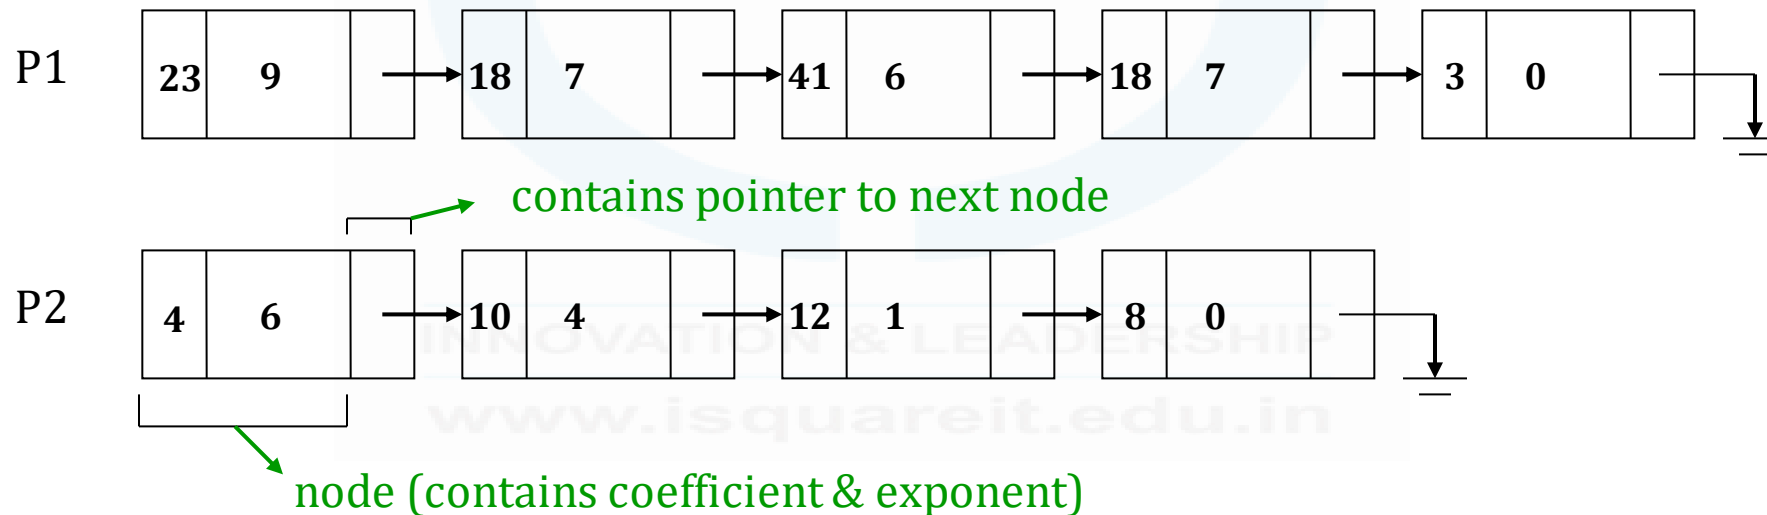 P1 23 9 18 7 41 6 18 7 3 0
contains pointer to next node
P2 4 6 10 4 12 1 8 0
INNOVATION & LEADERSHIP
www.isquareit.edu.in
node (contains coefficient & exponent)